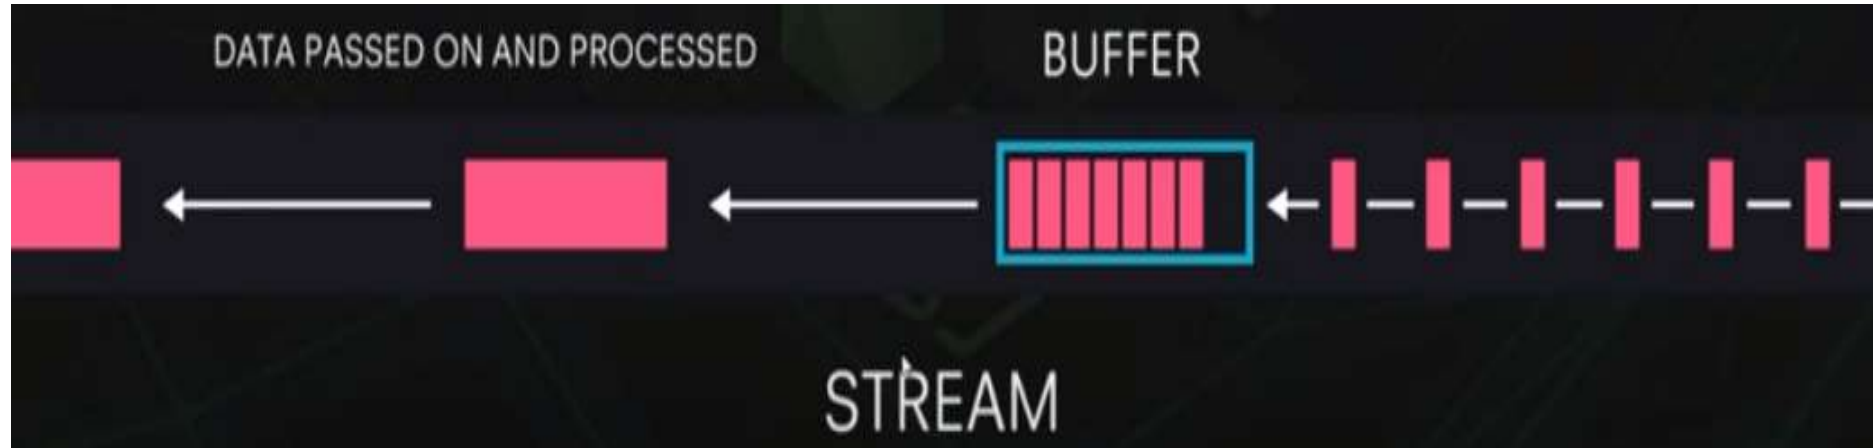 DATA PASSED ON AND PROCESSED
BUFFER
STREAM